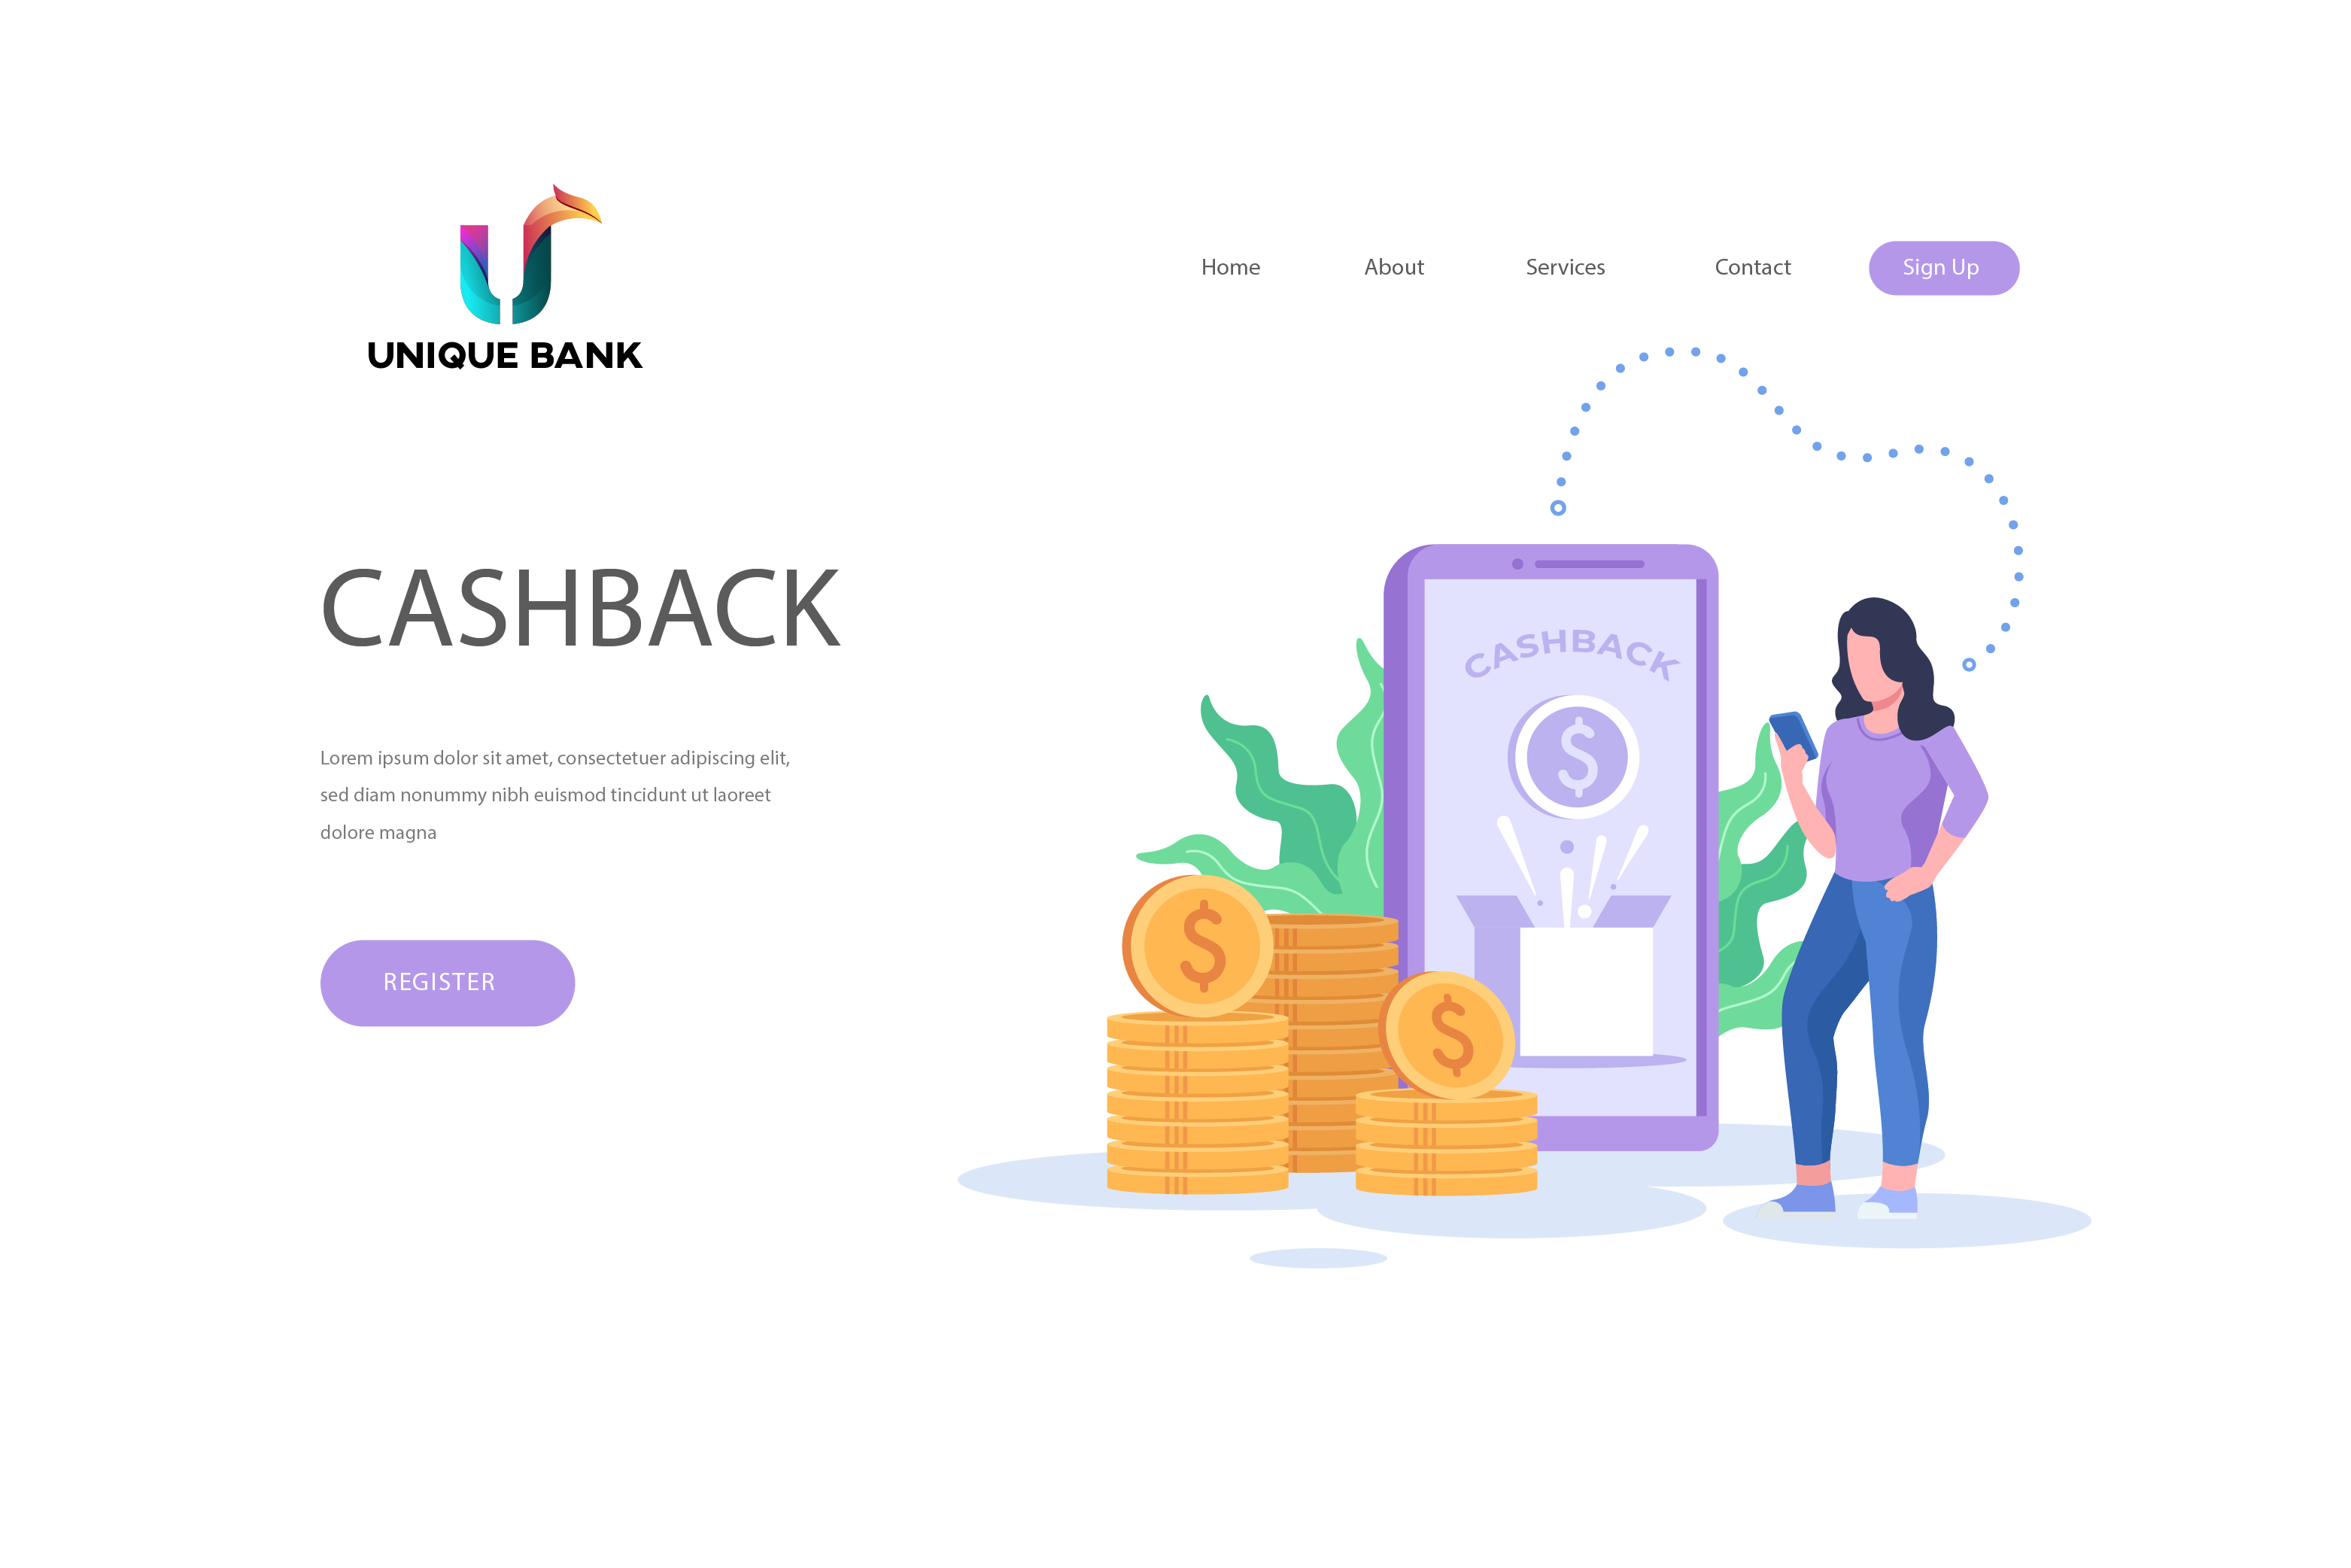 UNIQUE BANK
Home About Services Contact Sign Up
CASHBACK
Lorem ipsum dolor sit amet, consectetuer adipiscing elit,
sed diam nonummy nibh euismod tincidunt ut laoreet
dolore magna
REGISTER
CASHBACK
$
$
$